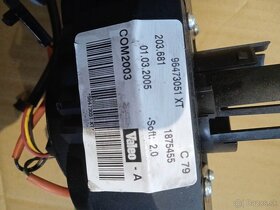 96473051 XT
203.681
01.03.2005
COM2003
C 79
1875455
-Soft: 2.0
Valeo - A